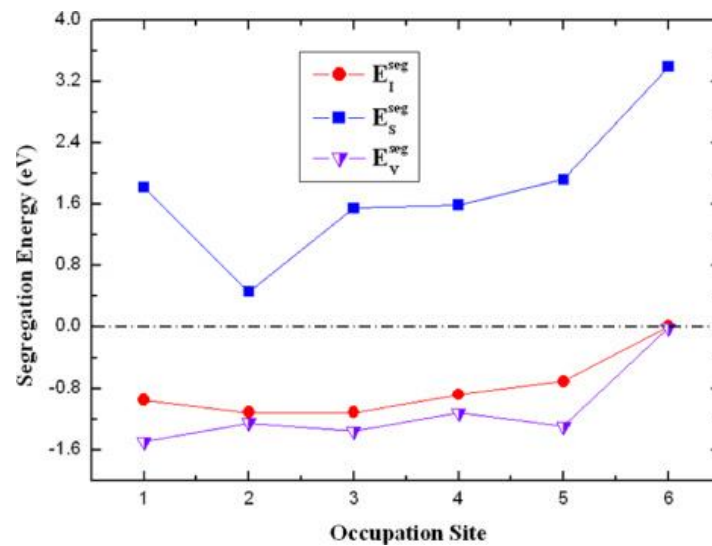 4.0
3.2
2.4
1.6
0.8
0.0
-0.8
-1.6
Segregation Energy (eV)
E_I^seg
E_S^seg
E_V^seg
1 2 3 4 5 6
Occupation Site